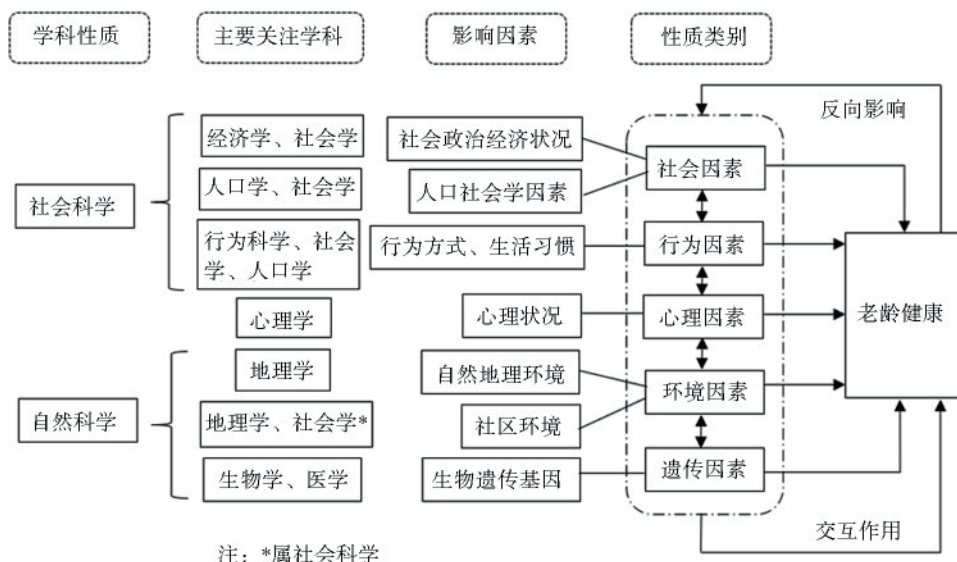 学科性质
主要关注学科
影响因素
性质类别
反向影响
经济学、社会学
社会政治经济状况
社会因素
人口学、社会学
人口社会学因素
社会科学
行为科学、社会
学、人口学
行为方式、生活习惯
行为因素
老龄健康
心理学
心理状况
心理因素
地理学
自然地理环境
环境因素
自然科学
地理学、社会学*
社区环境
生物学、医学
生物遗传基因
遗传因素
交互作用
注：*属社会科学